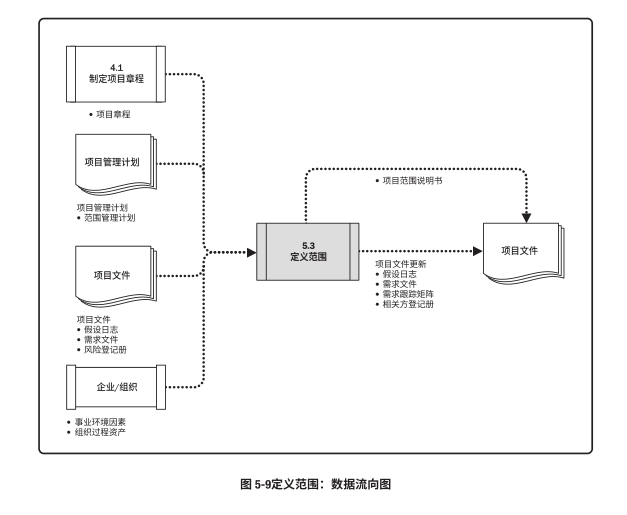 4.1
制定项目章程
• 项目章程
项目管理计划
项目管理计划
• 范围管理计划
项目文件
项目文件
• 假设日志
• 需求文件
• 风险登记册
企业/组织
• 事业环境因素
• 组织过程资产
5.3
定义范围
• 项目范围说明书
项目文件更新
• 假设日志
• 需求文件
• 需求跟踪矩阵
• 相关方登记册
项目文件
图 5-9定义范围：数据流向图